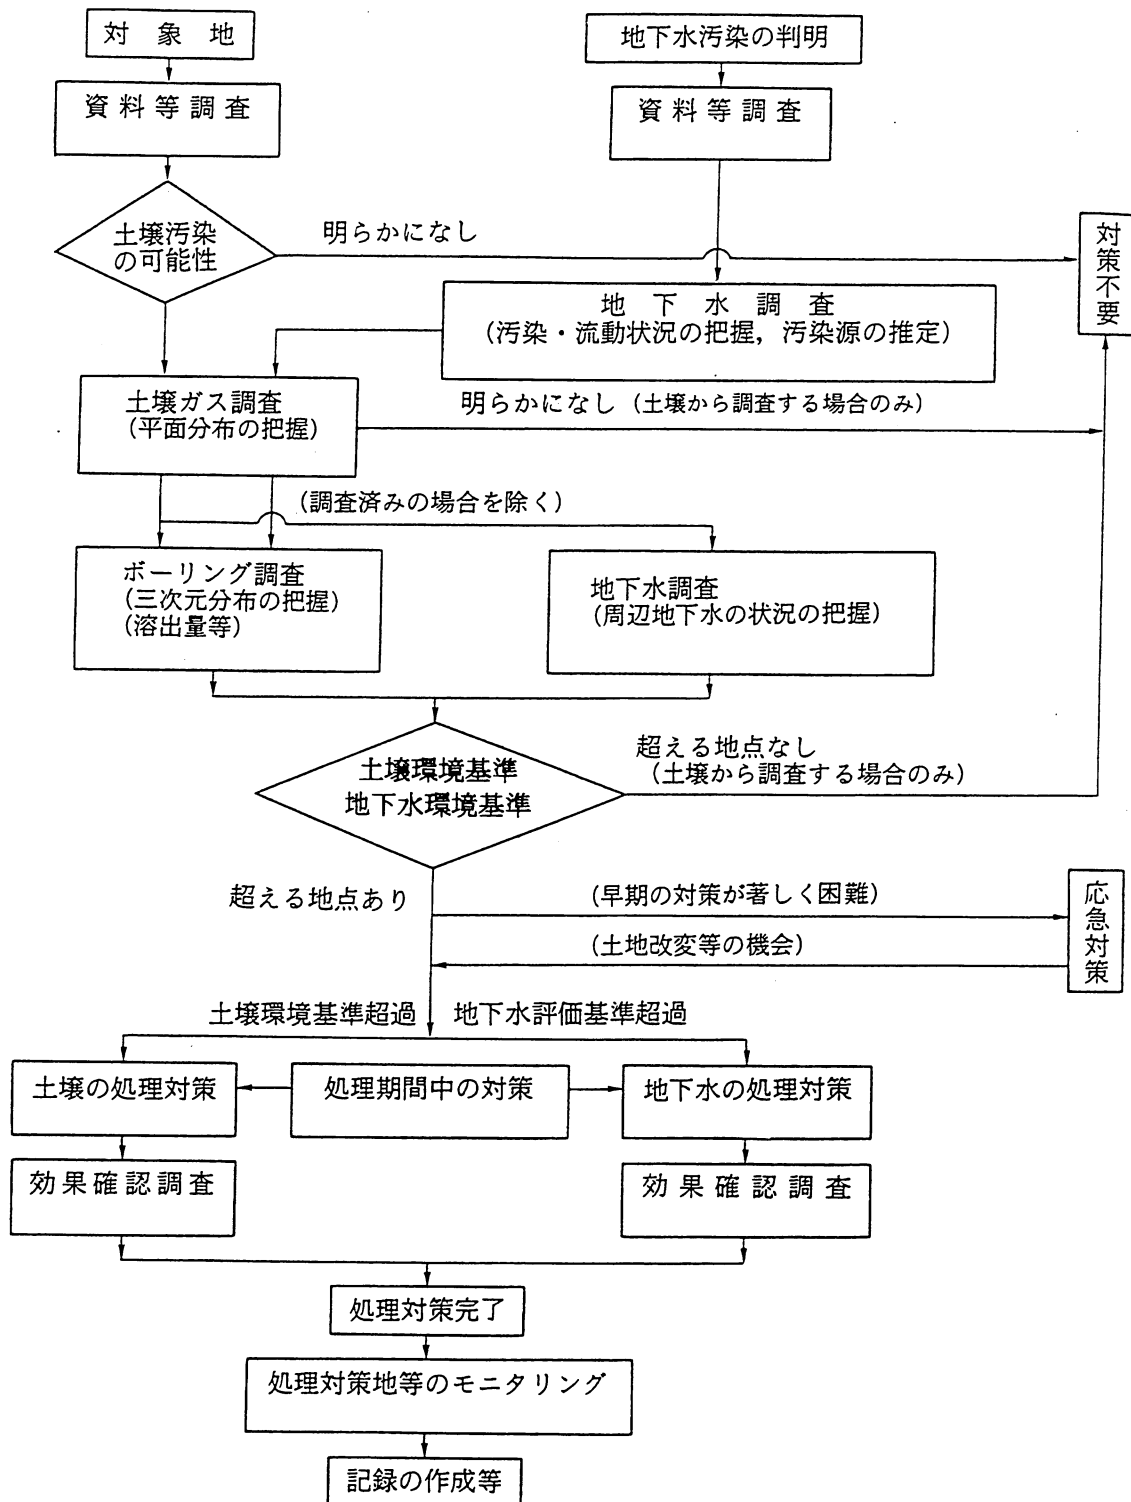 対象地
地下水汚染の判明
資料等調査
資料等調査
土壌汚染
の可能性
明らかになし
対策不要
地下水調査
(汚染・流動状況の把握，汚染源の推定)
土壌ガス調査
(平面分布の把握)
明らかになし (土壌から調査する場合のみ)
(調査済みの場合を除く)
ボーリング調査
(三次元分布の把握)
(溶出量等)
地下水調査
(周辺地下水の状況の把握)
土壌環境基準
地下水環境基準
超える地点なし
(土壌から調査する場合のみ)
超える地点あり
(早期の対策が著しく困難)
応急対策
(土地改変等の機会)
土壌環境基準超過
地下水評価基準超過
土壌の処理対策
処理期間中の対策
地下水の処理対策
効果確認調査
効果確認調査
処理対策完了
処理対策地等のモニタリング
記録の作成等